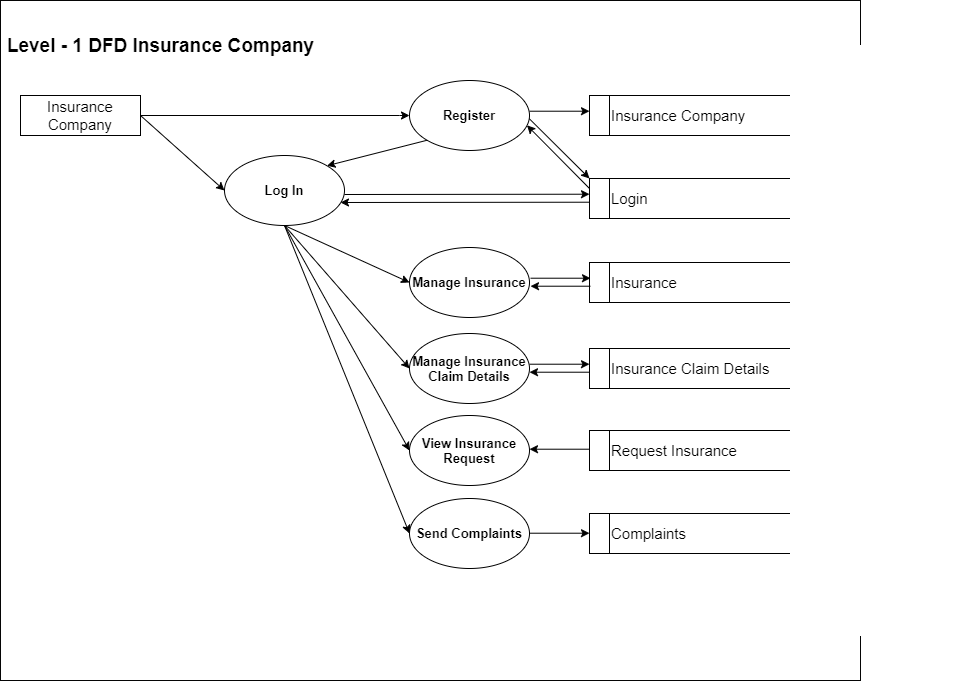 Level - 1 DFD Insurance Company
Insurance
Company
Register
Insurance Company
Log In
Login
Manage Insurance
Insurance
Manage Insurance
Claim Details
Insurance Claim Details
View Insurance
Request
Request Insurance
Send Complaints
Complaints